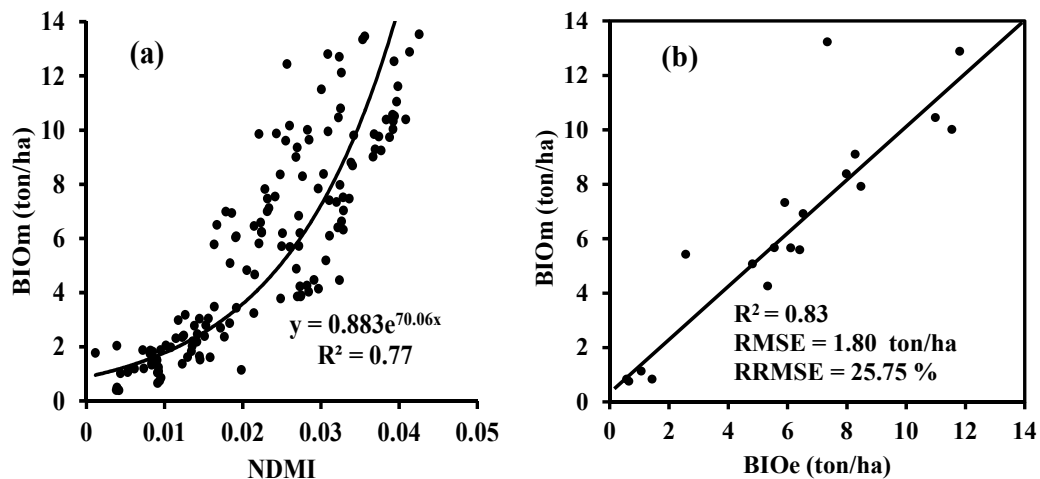 (a)
BIOm (ton/ha)
14
12
10
8
6
4
2
0
y = 0.883e^70.06x
R² = 0.77
0 0.01 0.02 0.03 0.04 0.05
NDMI
(b)
BIOm (ton/ha)
14
12
10
8
6
4
2
0
R² = 0.83
RMSE = 1.80 ton/ha
RRMSE = 25.75 %
0 2 4 6 8 10 12 14
BIOe (ton/ha)